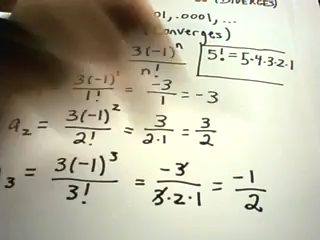 (DIVERGES)
01, .0001, ...
(converges)
3(-1)^n / n!
5! = 5·4·3·2·1
3(-1)^1 / 1! = -3/1 = -3
a₂ = 3(-1)^2 / 2! = 3/2·1 = 3/2
3 = 3(-1)^3 / 3! = -3/3·2·1 = -1/2